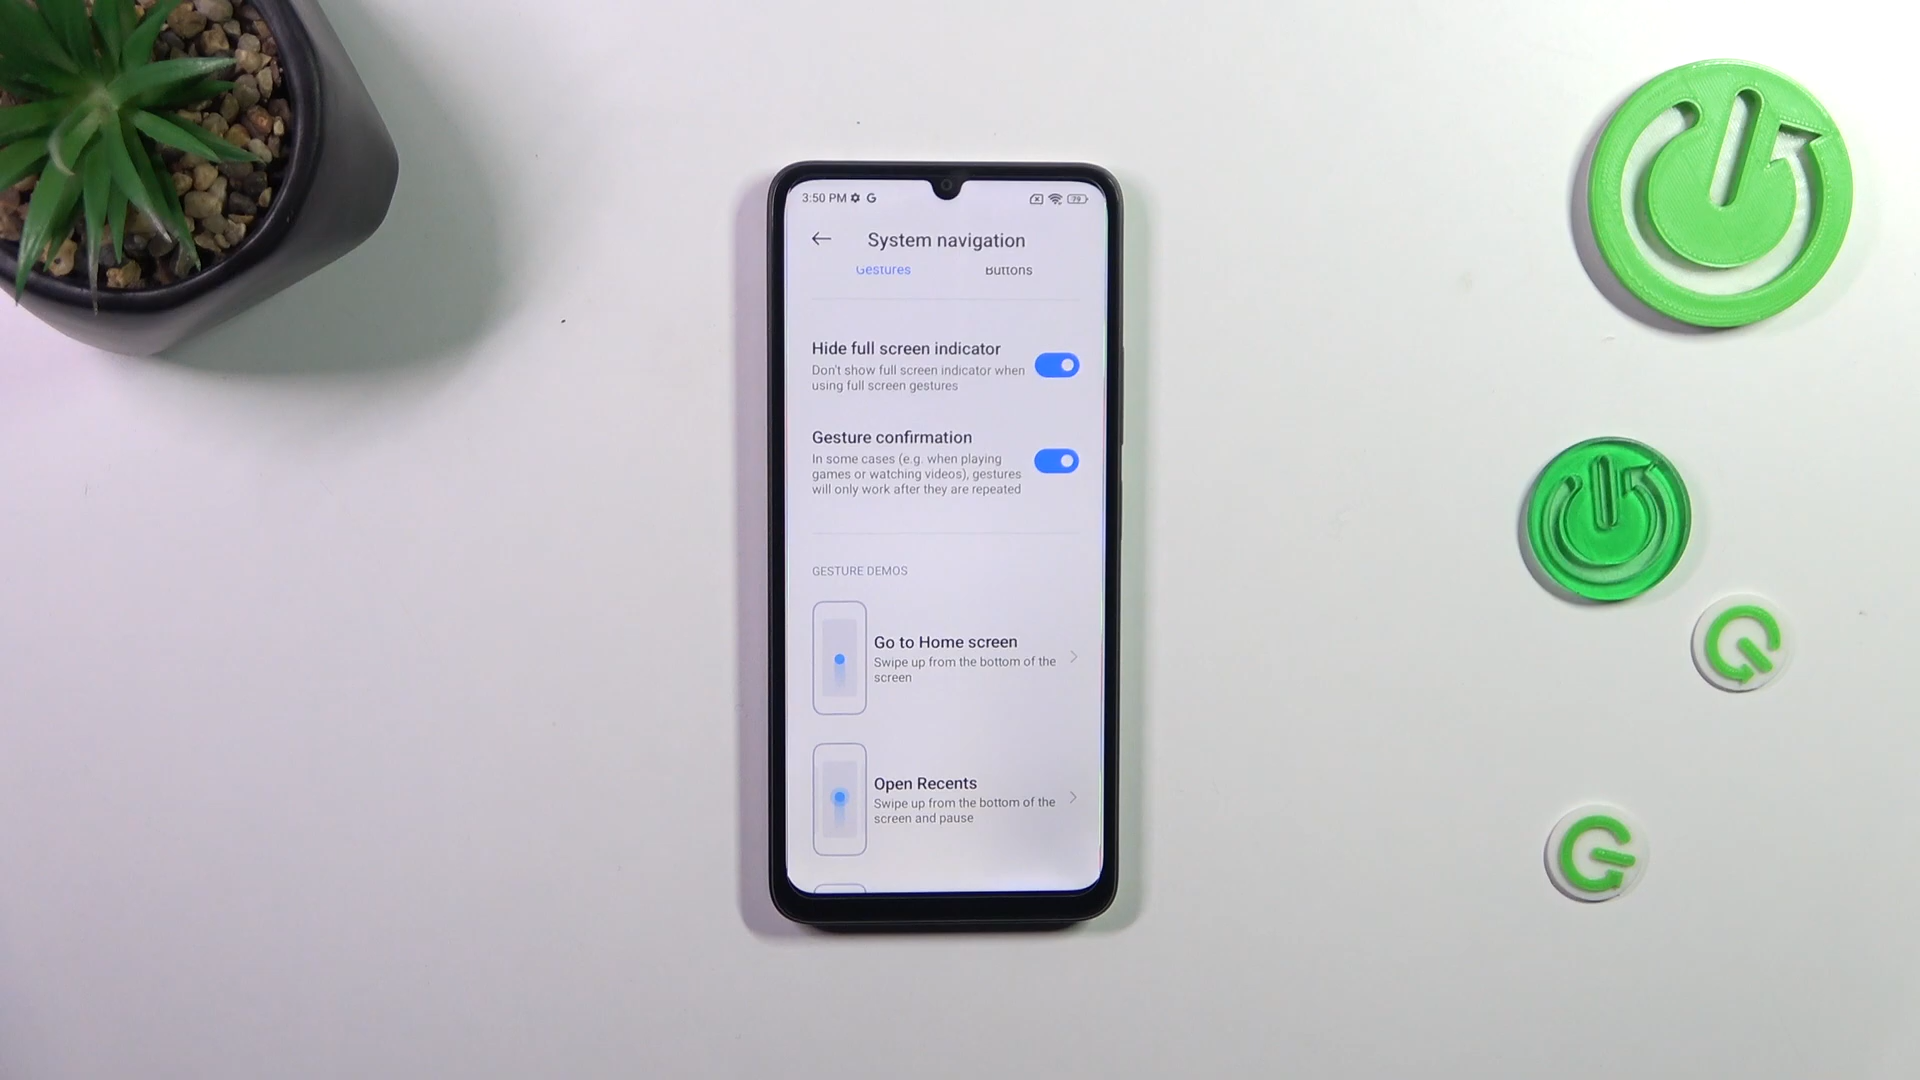 3:50 PM G
79
System navigation
Gestures
Buttons
Hide full screen indicator
Don't show full screen indicator when
using full screen gestures
Gesture confirmation
In some cases (e.g. when playing
games or watching videos), gestures
will only work after they are repeated
GESTURE DEMOS
Go to Home screen
Swipe up from the bottom of the
screen
Open Recents
Swipe up from the bottom of the
screen and pause